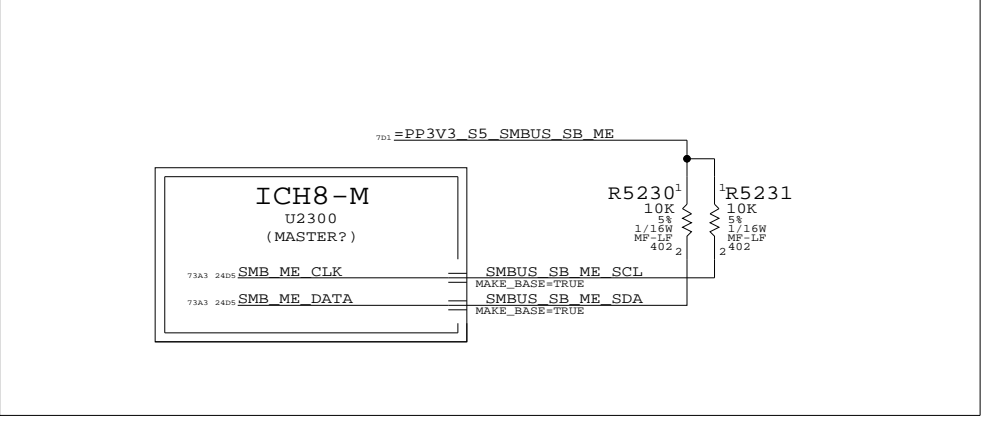 7D1 =PP3V3_S5_SMBUS_SB_ME
ICH8-M
U2300
(MASTER?)
R5230 1
10K
5%
1/16W
MF-LF
402
2
1 R5231
10K
5%
1/16W
MF-LF
402
2
73A3 24D5 SMB_ME_CLK
SMBUS_SB_ME_SCL
MAKE_BASE=TRUE
73A3 24D5 SMB_ME_DATA
SMBUS_SB_ME_SDA
MAKE_BASE=TRUE